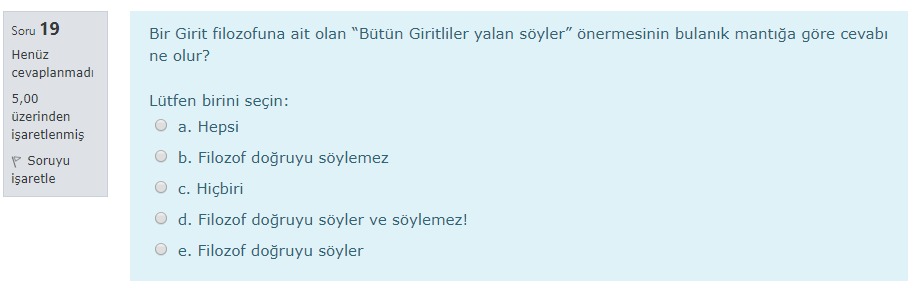 Soru 19
Henüz
cevaplanmadı
5,00
üzerinden
işaretlenmiş
Soruyu
işaretle
Bir Girit filozofuna ait olan “Bütün Giritliler yalan söyler” önermesinin bulanık mantığa göre cevabı
ne olur?
Lütfen birini seçin:
a. Hepsi
b. Filozof doğruyu söylemez
c. Hiçbiri
d. Filozof doğruyu söyler ve söylemez!
e. Filozof doğruyu söyler